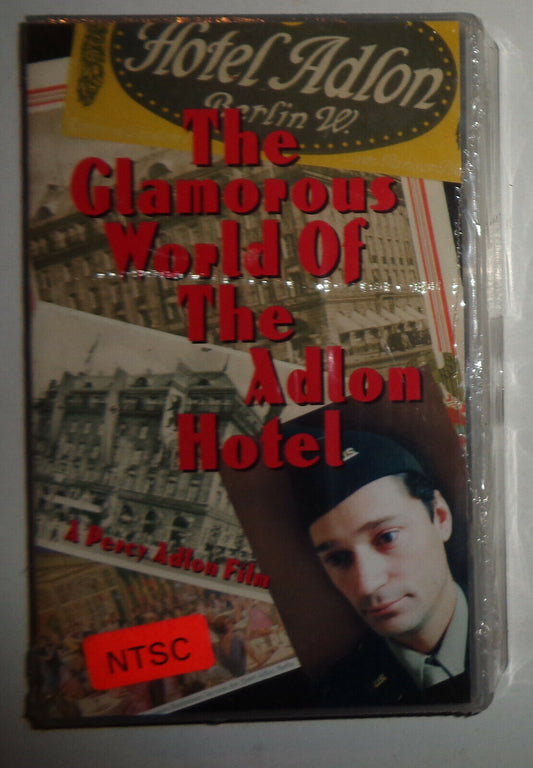 Hotel Adlon
Berlin W.
The
Glamorous
World Of
The
Adlon
Hotel
A Percy Adlon Film
NTSC